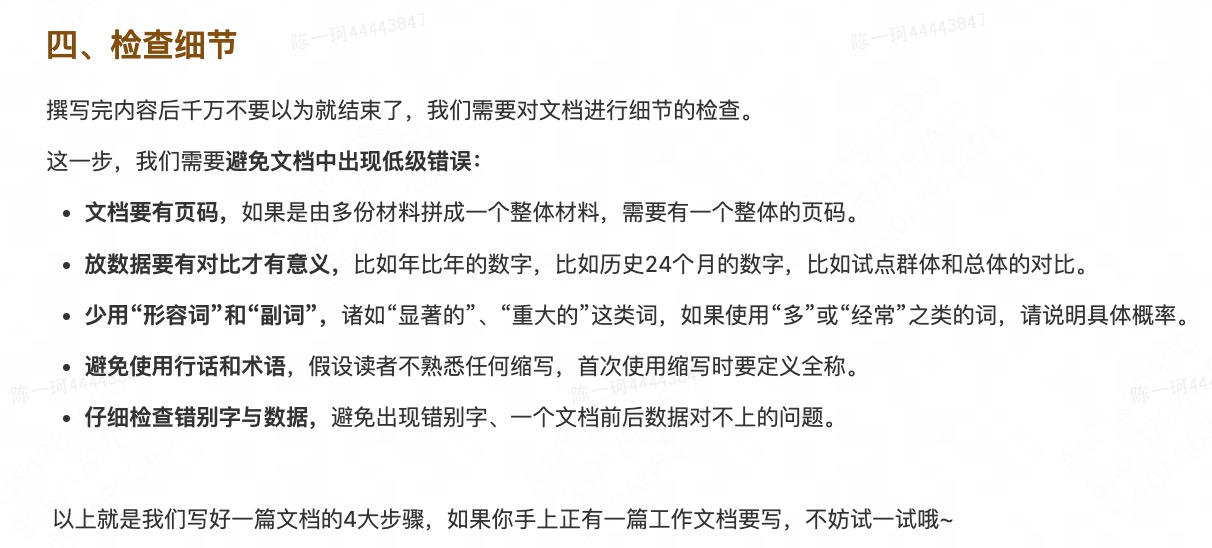 陈一珂44443847
陈一珂44443847
四、检查细节
撰写完内容后千万不要以为就结束了，我们需要对文档进行细节的检查。
这一步，我们需要避免文档中出现低级错误：
• 文档要有页码，如果是由多份材料拼成一个整体材料，需要有一个整体的页码。
• 放数据要有对比才有意义，比如年比年的数字，比如历史24个月的数字，比如试点群体和总体的对比。
• 少用“形容词”和“副词”，诸如“显著的”、“重大的”这类词，如果使用“多”或“经常”之类的词，请说明具体概率。
• 避免使用行话和术语，假设读者不熟悉任何缩写，首次使用缩写时要定义全称。
陈一珂44443847
陈一珂44443847
陈一珂444
• 仔细检查错别字与数据，避免出现错别字、一个文档前后数据对不上的问题。
以上就是我们写好一篇文档的4大步骤，如果你手上正有一篇工作文档要写，不妨试一试哦~